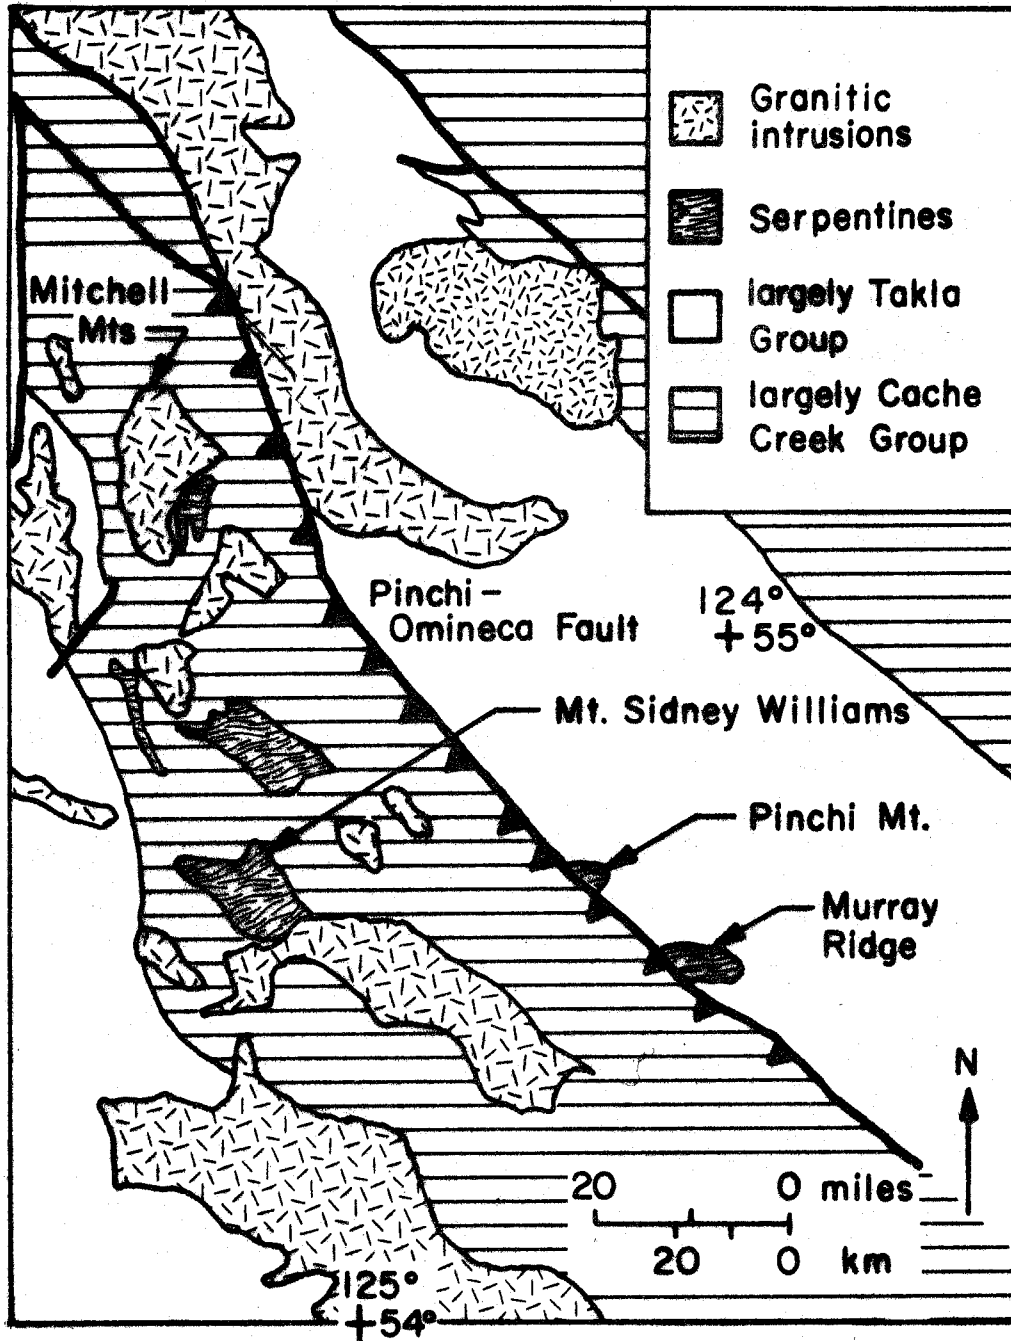 Granitic
intrusions
Serpentines
largely Takla
Group
largely Cache
Creek Group
Mitchell
Mts
Pinchi–
Omineca Fault
124°
+55°
Mt. Sidney Williams
Pinchi Mt.
Murray
Ridge
N
20 0 miles
20 0 km
125°
+54°